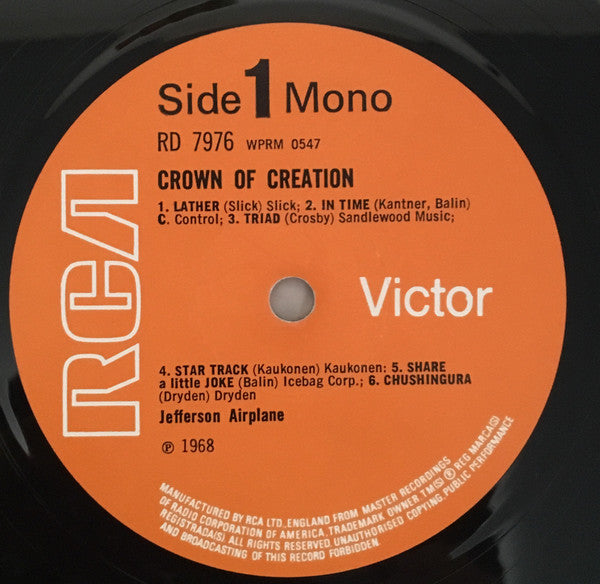 Side 1 Mono
RD 7976 WPRM 0547
CROWN OF CREATION
1. LATHER (Slick) Slick; 2. IN TIME (Kantner, Balin)
C. Control; 3. TRIAD (Crosby) Sandlewood Music;
RCA
Victor
4. STAR TRACK (Kaukonen) Kaukonen: 5. SHARE
a little JOKE (Balin) Icebag Corp.; 6. CHUSHINGURA
(Dryden) Dryden
Jefferson Airplane
℗ 1968
MANUFACTURED BY RCA LTD., ENGLAND FROM MASTER RECORDINGS
OF RADIO CORPORATION OF AMERICA, TRADEMARK OWNER. TM(S) ® REG MARCA(S)
REGISTRADA(S) ALL RIGHTS RESERVED UNAUTHORISED COPYING, PUBLIC PERFORMANCE
AND BROADCASTING OF THIS RECORD FORBIDDEN.